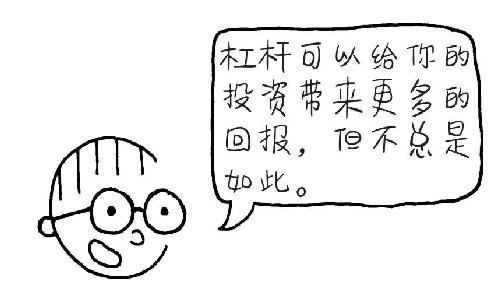 杠杆可以给你的
投资带来更多的
回报，但不总是
如此。